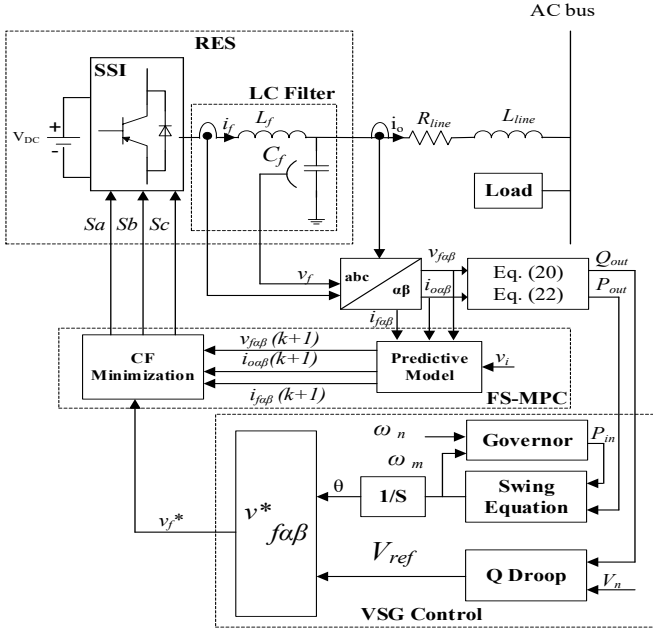 AC bus
RES
SSI
LC Filter
V_DC
+
-
i_f
L_f
C_f
i_o
R_line
L_line
Load
Sa Sb Sc
v_f
abc
αβ
v_fαβ
i_oαβ
i_fαβ
Eq. (20)
Eq. (22)
Q_out
P_out
CF
Minimization
v_fαβ (k+1)
i_oαβ(k+1)
i_fαβ (k+1)
Predictive
Model
v_i
FS-MPC
ω_n
ω_m
Governor
P_in
θ
1/S
Swing
Equation
v_f*
v*_fαβ
V_ref
Q Droop
V_n
VSG Control